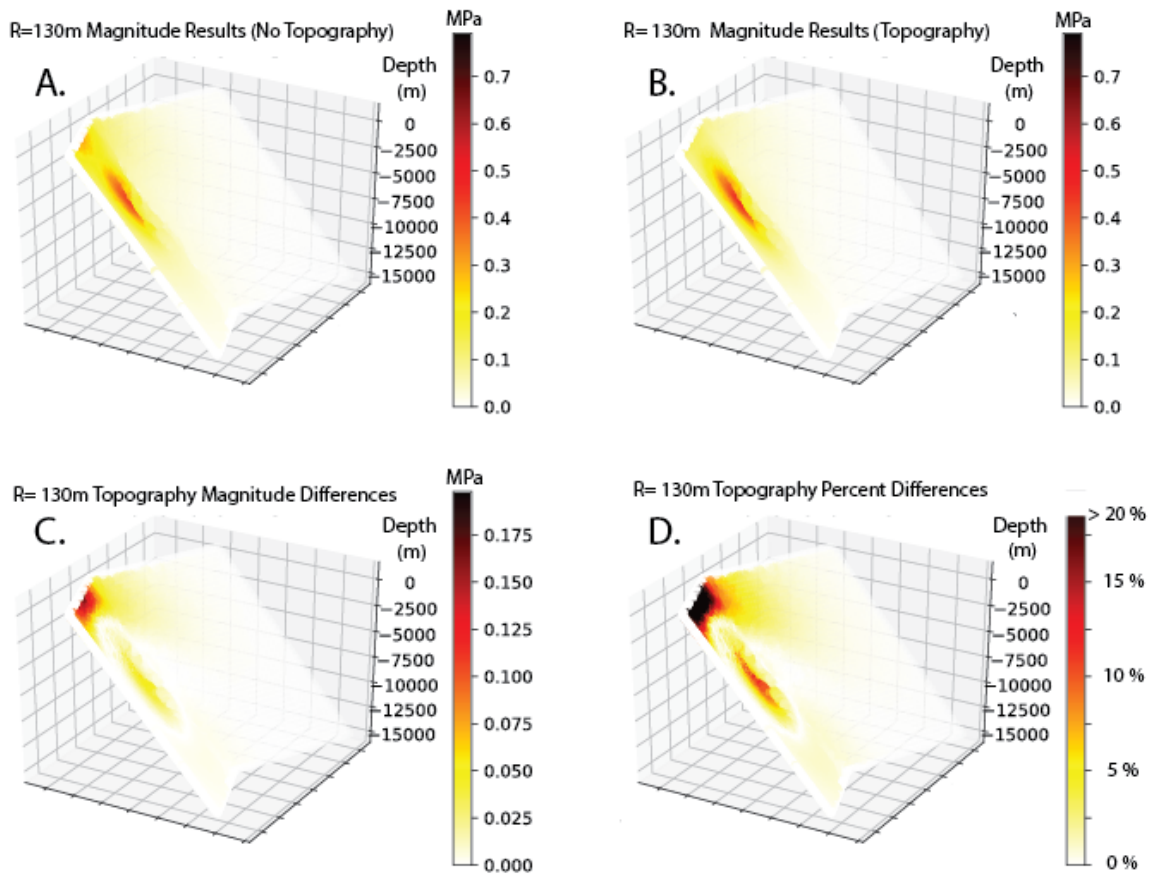 R=130m Magnitude Results (No Topography)
MPa
A.
Depth
(m)
0
−2500
−5000
−7500
−10000
−12500
−15000
0.7
0.6
0.5
0.4
0.3
0.2
0.1
0.0
R= 130m Magnitude Results (Topography)
MPa
B.
Depth
(m)
0
−2500
−5000
−7500
−10000
−12500
−15000
0.7
0.6
0.5
0.4
0.3
0.2
0.1
0.0
R= 130m Topography Magnitude Differences
MPa
C.
Depth
(m)
0
−2500
−5000
−7500
−10000
−12500
−15000
0.175
0.150
0.125
0.100
0.075
0.050
0.025
0.000
R= 130m Topography Percent Differences
D.
Depth
(m)
0
−2500
−5000
−7500
−10000
−12500
−15000
> 20 %
15 %
10 %
5 %
0 %